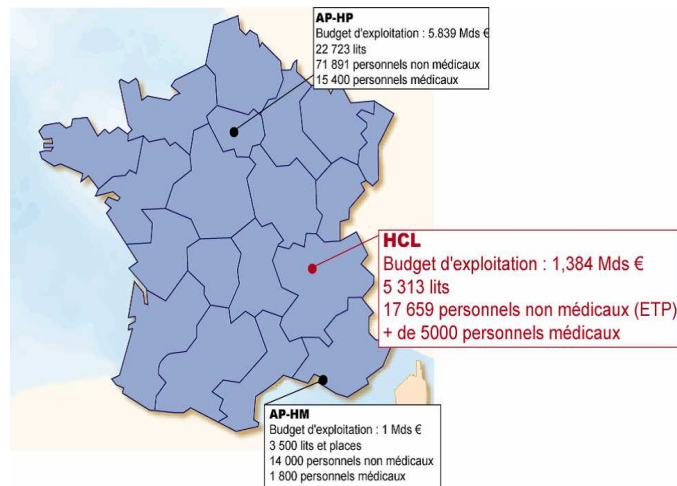 AP-HP
Budget d'exploitation : 5.839 Mds €
22 723 lits
71 891 personnels non médicaux
15 400 personnels médicaux
HCL
Budget d'exploitation : 1,384 Mds €
5 313 lits
17 659 personnels non médicaux (ETP)
+ de 5000 personnels médicaux
AP-HM
Budget d'exploitation : 1 Mds €
3 500 lits et places
14 000 personnels non médicaux
1 800 personnels médicaux